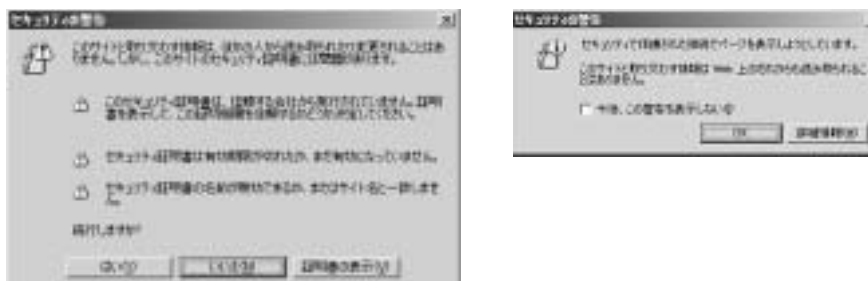 セキュリティの警告
このサイトと取り交わす情報は、ほかの人から読み取られたり変更されることはあ
りません。しかし、このサイトのセキュリティ証明書には問題があります。
このセキュリティ証明書は、信頼する会社から発行されていません。証明
書を表示して、この証明機関を信頼するかどうか決定してください。
セキュリティ証明書は有効期限が切れたか、まだ有効になっていません。
セキュリティ証明書の名前が無効であるか、またはサイト名と一致しませ
ん。
続行しますか?
はい(Y)
いいえ(N)
証明書の表示(V)
セキュリティの警告
セキュリティで保護された接続でページを表示しようとしています。
このサイトと取り交わす情報は Web 上のだれからも読み取られるこ
とはありません。
今後、この警告を表示しない(I)
OK
詳細情報(M)